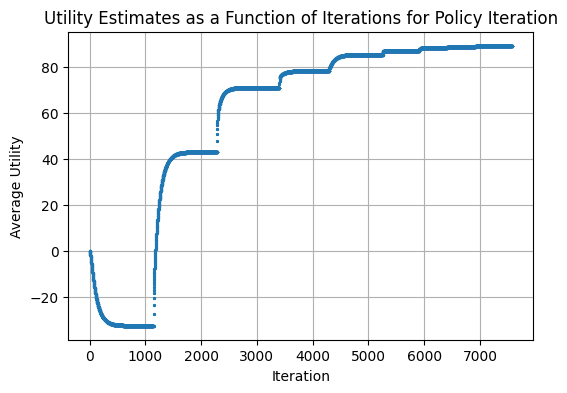 Utility Estimates as a Function of Iterations for Policy Iteration
80
60
40
20
0
−20
Average Utility
0 1000 2000 3000 4000 5000 6000 7000
Iteration